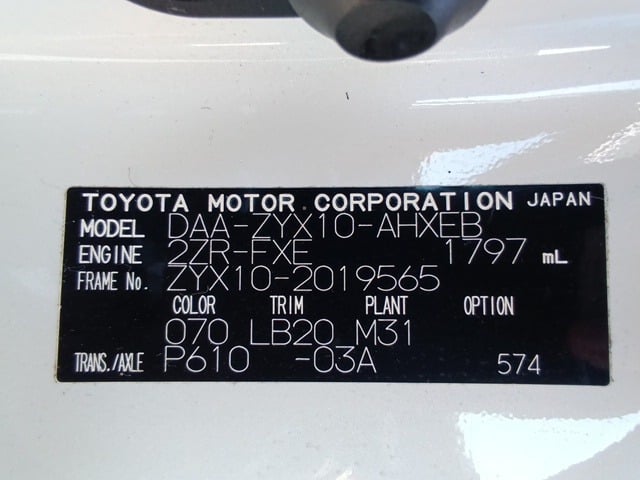 TOYOTA MOTOR CORPORATION JAPAN
MODEL DAA-ZYX10-AHXEB
ENGINE 2ZR-FXE 1797 mL
FRAME No. ZYX10-2019565
COLOR TRIM PLANT OPTION
070 LB20 M31
TRANS./AXLE P610 -03A 574